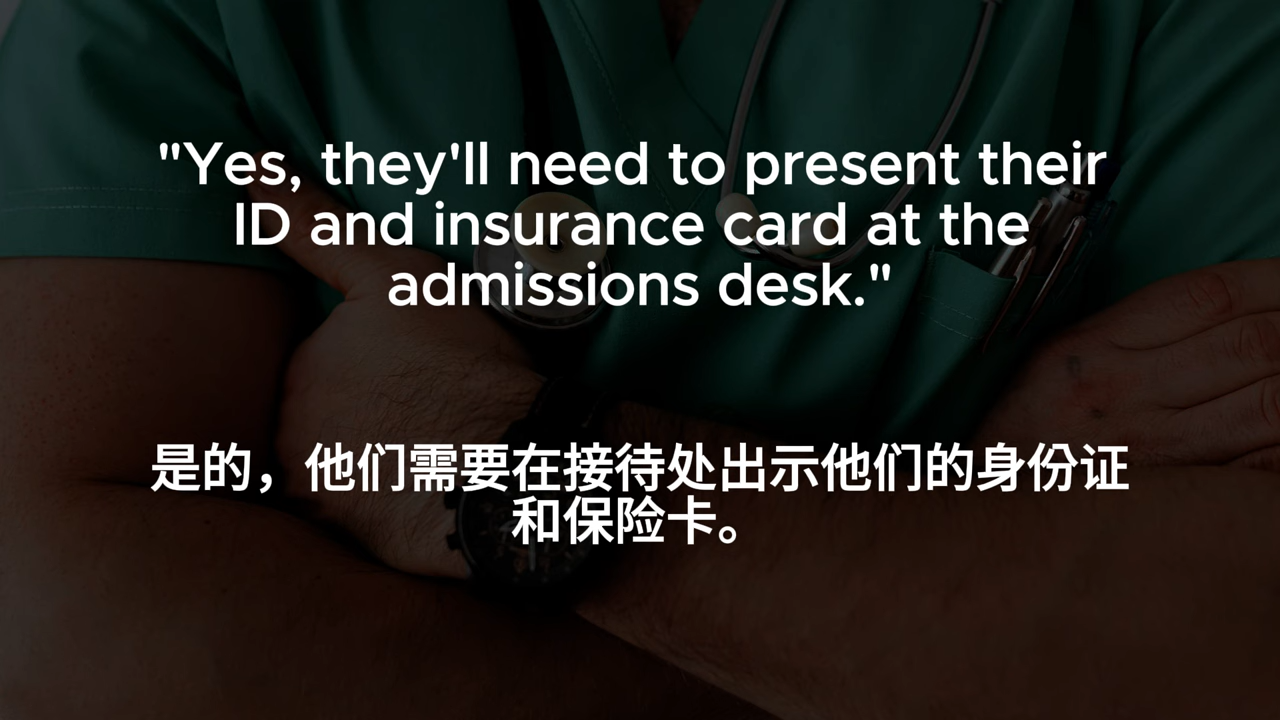 "Yes, they'll need to present their
ID and insurance card at the
admissions desk."
是的，他们需要在接待处出示他们的身份证
和保险卡。